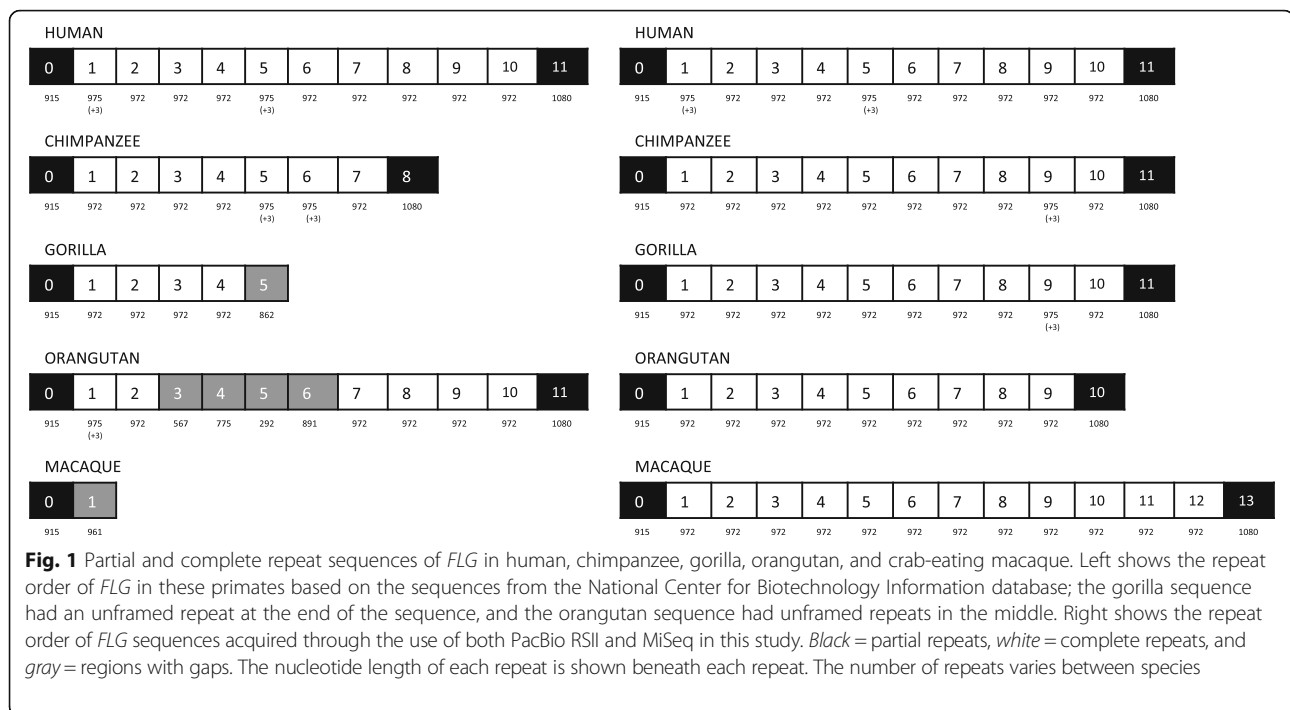 HUMAN
0 1 2 3 4 5 6 7 8 9 10 11
915 975 972 972 972 975 972 972 972 972 972 1080
(+3) (+3)
CHIMPANZEE
0 1 2 3 4 5 6 7 8
915 972 972 972 972 975 975 972 1080
(+3) (+3)
GORILLA
0 1 2 3 4 5
915 972 972 972 972 862
ORANGUTAN
0 1 2 3 4 5 6 7 8 9 10 11
915 975 972 567 775 292 891 972 972 972 972 1080
(+3)
MACAQUE
0 1
915 961
HUMAN
0 1 2 3 4 5 6 7 8 9 10 11
915 975 972 972 972 975 972 972 972 972 972 1080
(+3) (+3)
CHIMPANZEE
0 1 2 3 4 5 6 7 8 9 10 11
915 972 972 972 972 972 972 972 972 975 972 1080
(+3)
GORILLA
0 1 2 3 4 5 6 7 8 9 10 11
915 972 972 972 972 972 972 972 972 975 972 1080
(+3)
ORANGUTAN
0 1 2 3 4 5 6 7 8 9 10
915 972 972 972 972 972 972 972 972 972 1080
MACAQUE
0 1 2 3 4 5 6 7 8 9 10 11 12 13
915 972 972 972 972 972 972 972 972 972 972 972 972 1080
Fig. 1 Partial and complete repeat sequences of FLG in human, chimpanzee, gorilla, orangutan, and crab-eating macaque. Left shows the repeat
order of FLG in these primates based on the sequences from the National Center for Biotechnology Information database; the gorilla sequence
had an unframed repeat at the end of the sequence, and the orangutan sequence had unframed repeats in the middle. Right shows the repeat
order of FLG sequences acquired through the use of both PacBio RSII and MiSeq in this study. Black = partial repeats, white = complete repeats, and
gray = regions with gaps. The nucleotide length of each repeat is shown beneath each repeat. The number of repeats varies between species